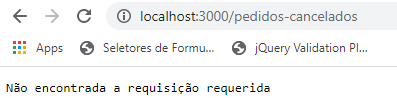 localhost:3000/pedidos-cancelados
Apps Seletores de Formu... jQuery Validation Pl...
Não encontrada a requisição requerida